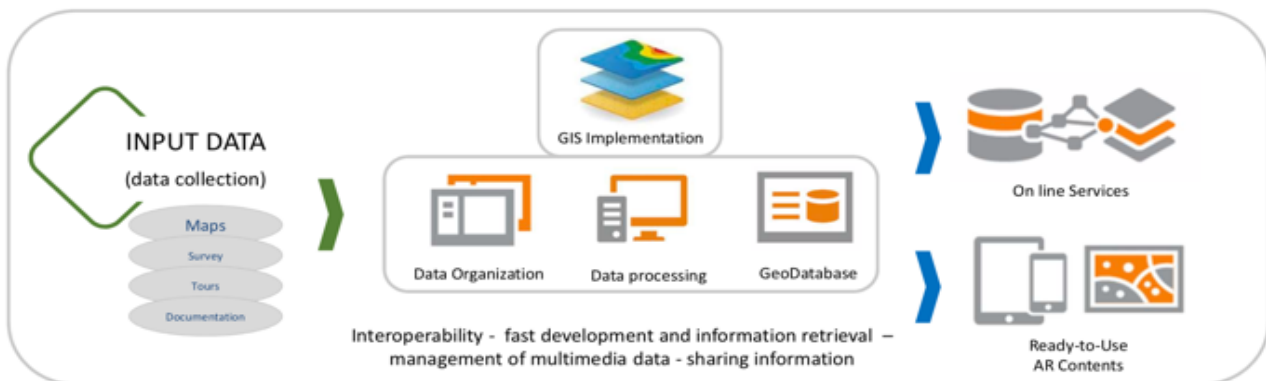 INPUT DATA
(data collection)
Maps
Survey
Tours
Documentation
GIS Implementation
Data Organization
Data processing
GeoDatabase
Interoperability - fast development and information retrieval –
management of multimedia data - sharing information
On line Services
Ready-to-Use
AR Contents